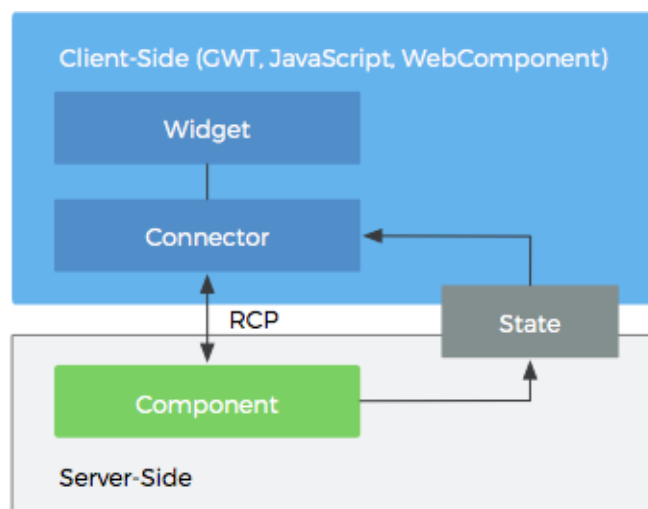 Client-Side (GWT, JavaScript, WebComponent)
Widget
Connector
RCP
State
Component
Server-Side